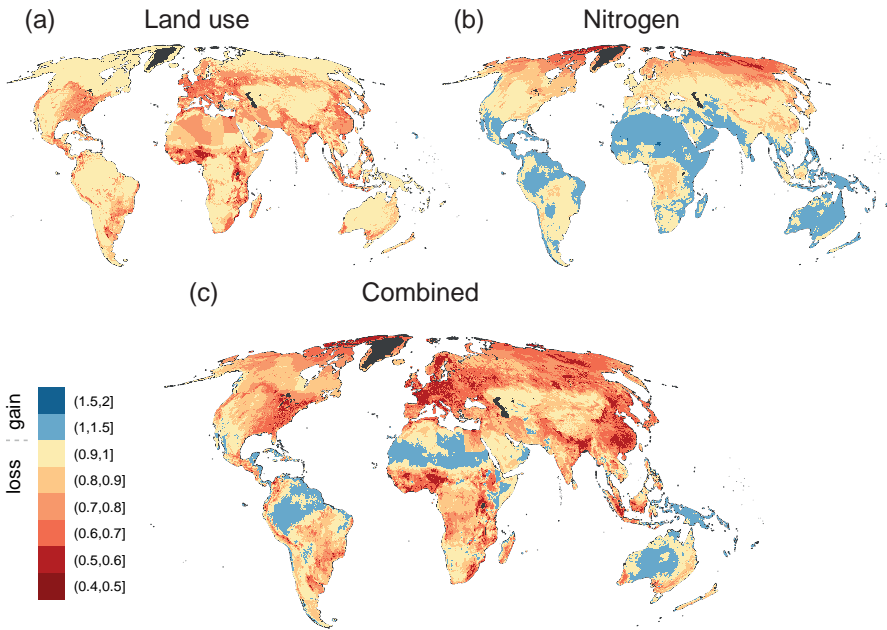 (a) Land use
(b) Nitrogen
(c) Combined
gain
loss
(1.5,2]
(1,1.5]
(0.9,1]
(0.8,0.9]
(0.7,0.8]
(0.6,0.7]
(0.5,0.6]
(0.4,0.5]